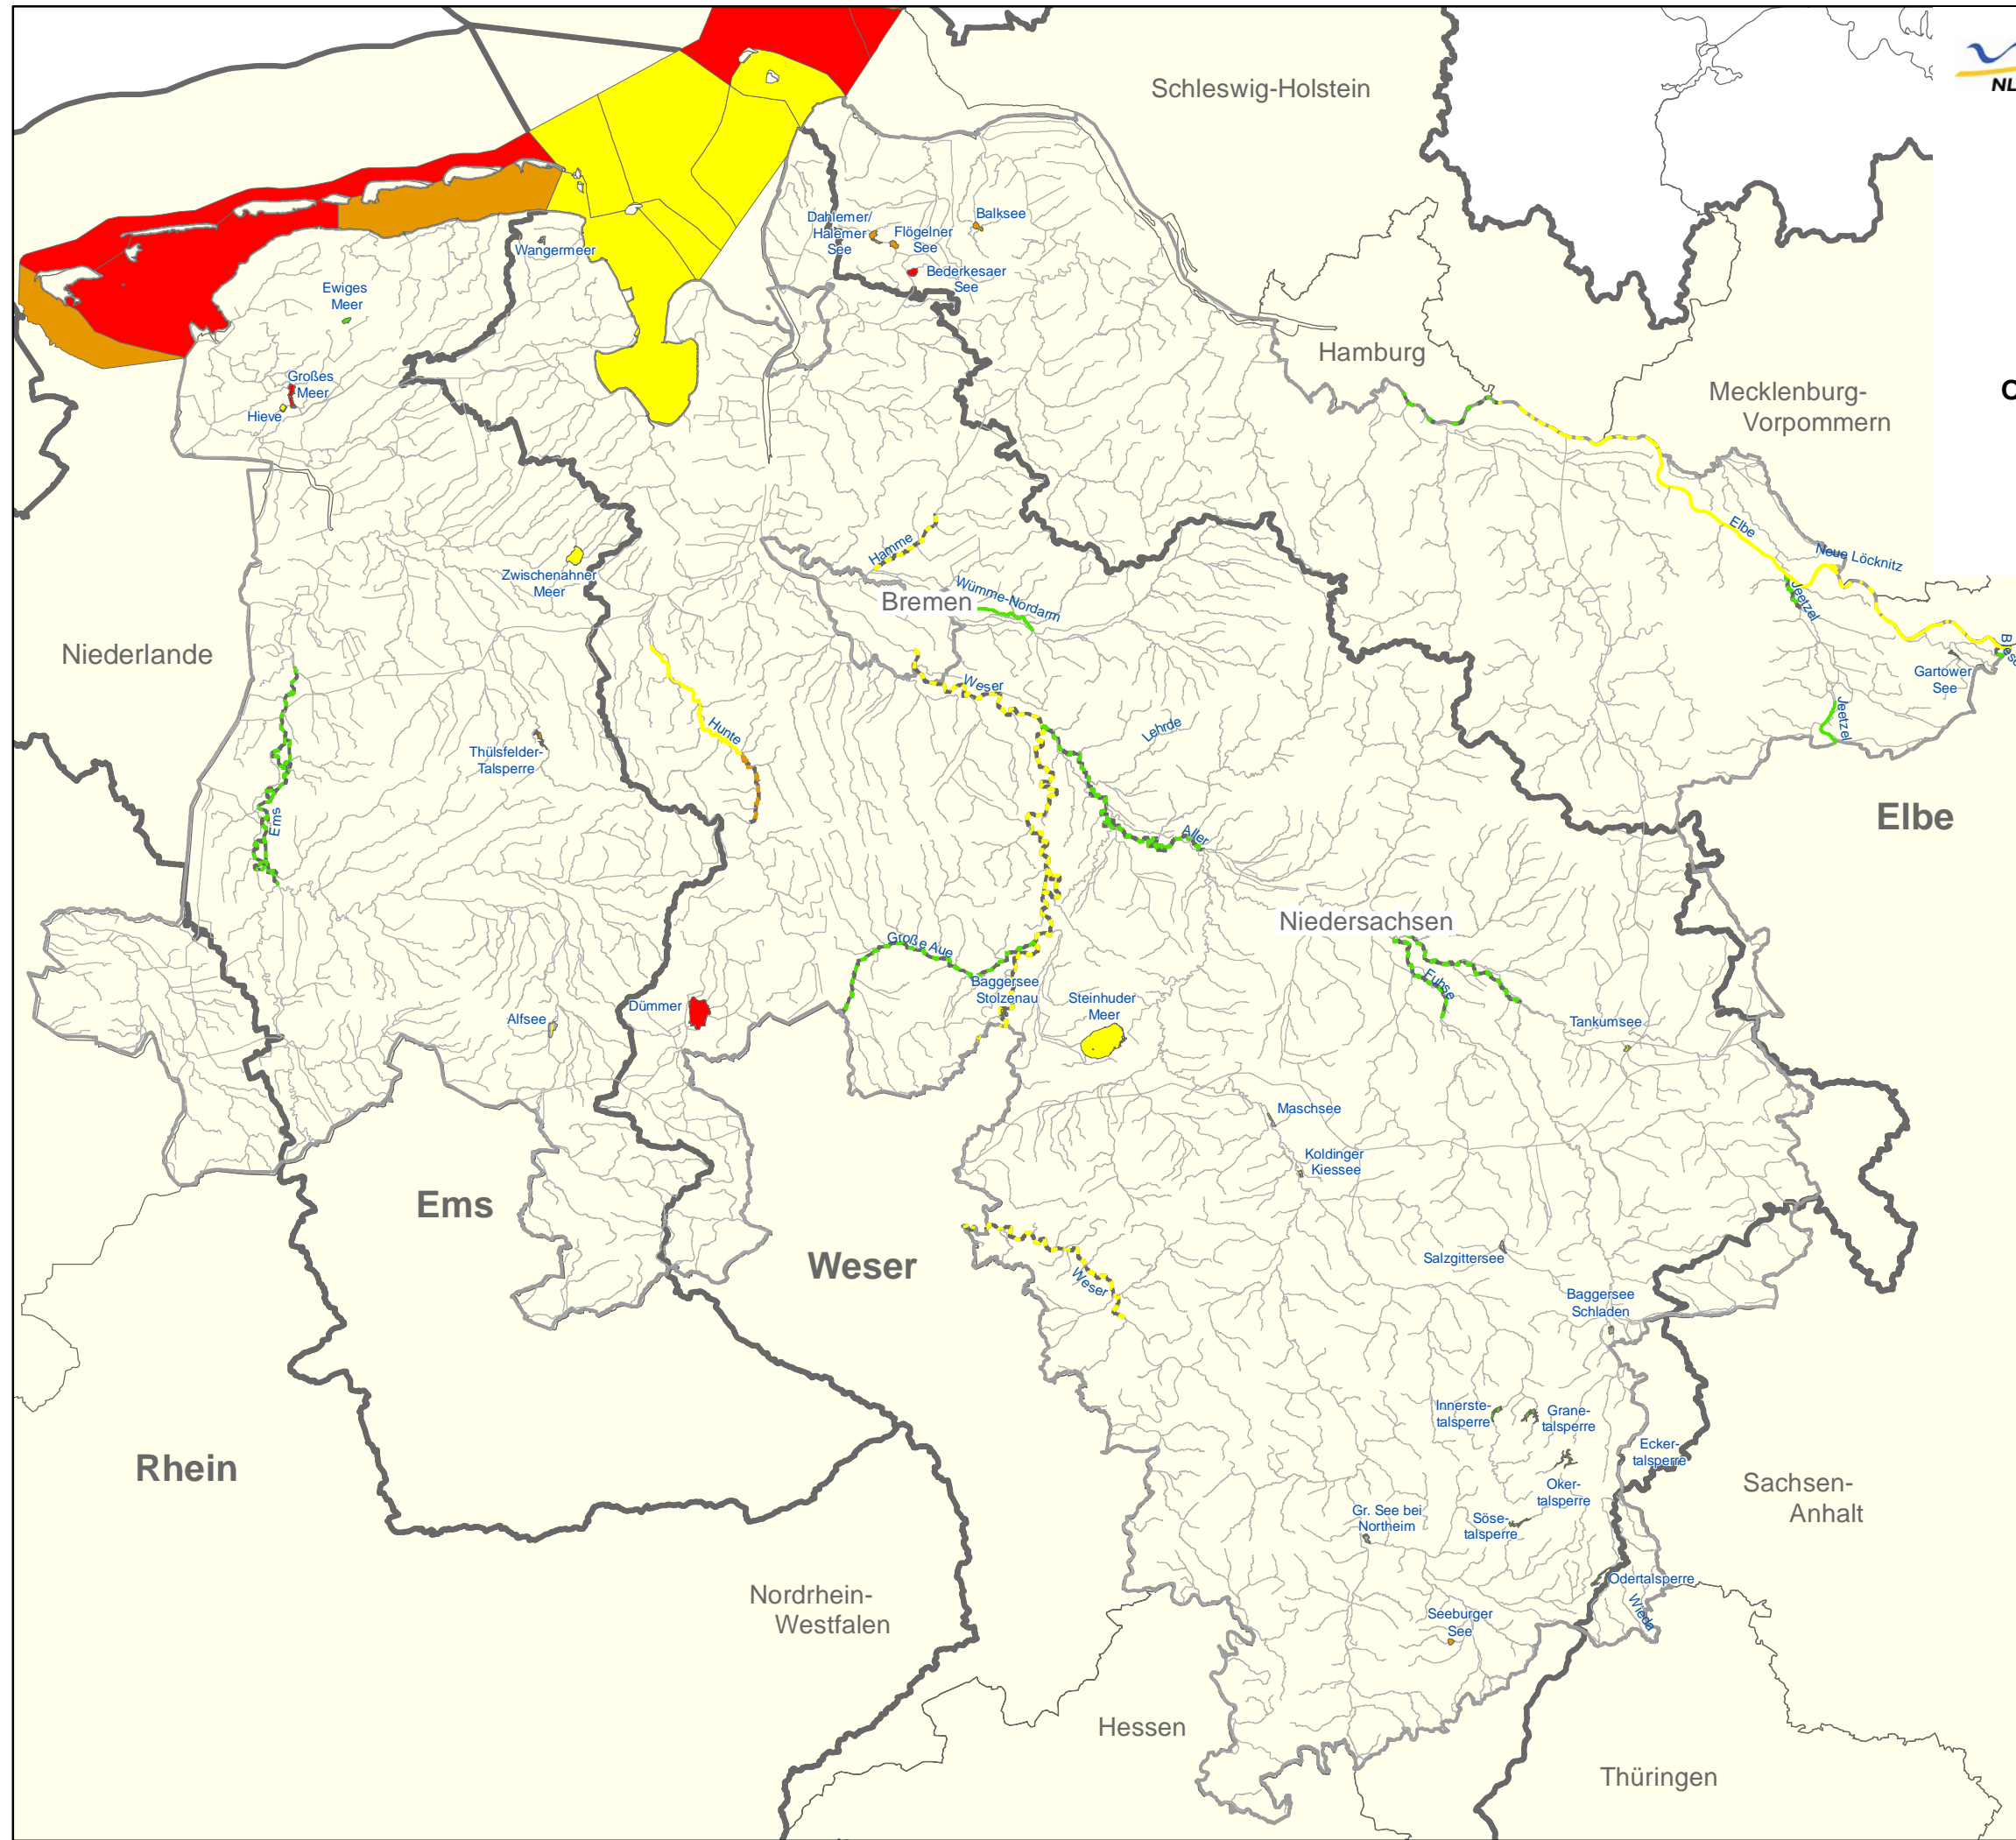 Schleswig-Holstein
NL
Dahlemer/
Halemer
See
Flögelner
See
Balksee
Bederkesaer
See
Wangermeer
Ewiges
Meer
Großes
Meer
Hieve
Hamburg
Mecklenburg-
Vorpommern
Elbe
Neue Löcknitz
Jeetzel
Gartower
See
Jeetzel
Zwischenahner
Meer
Hamme
Wümme-Nordarm
Bremen
Niederlande
Weser
Hunte
Lehrde
Thülsfelder-
Talsperre
Ems
Aller
Elbe
Niedersachsen
Große Aue
Fuhse
Baggersee
Stolzenau
Steinhuder
Meer
Dümmer
Alfsee
Tankumsee
Maschsee
Koldinger
Kiessee
Ems
Weser
Weser
Salzgittersee
Baggersee
Schladen
Innerste-
talsperre
Grane-
talsperre
Ecker-
talsperre
Oker-
talsperre
Rhein
Sachsen-
Anhalt
Gr. See bei
Northeim
Söse-
talsperre
Odertalsperre
Wieda
Nordrhein-
Westfalen
Seeburger
See
Hessen
Thüringen